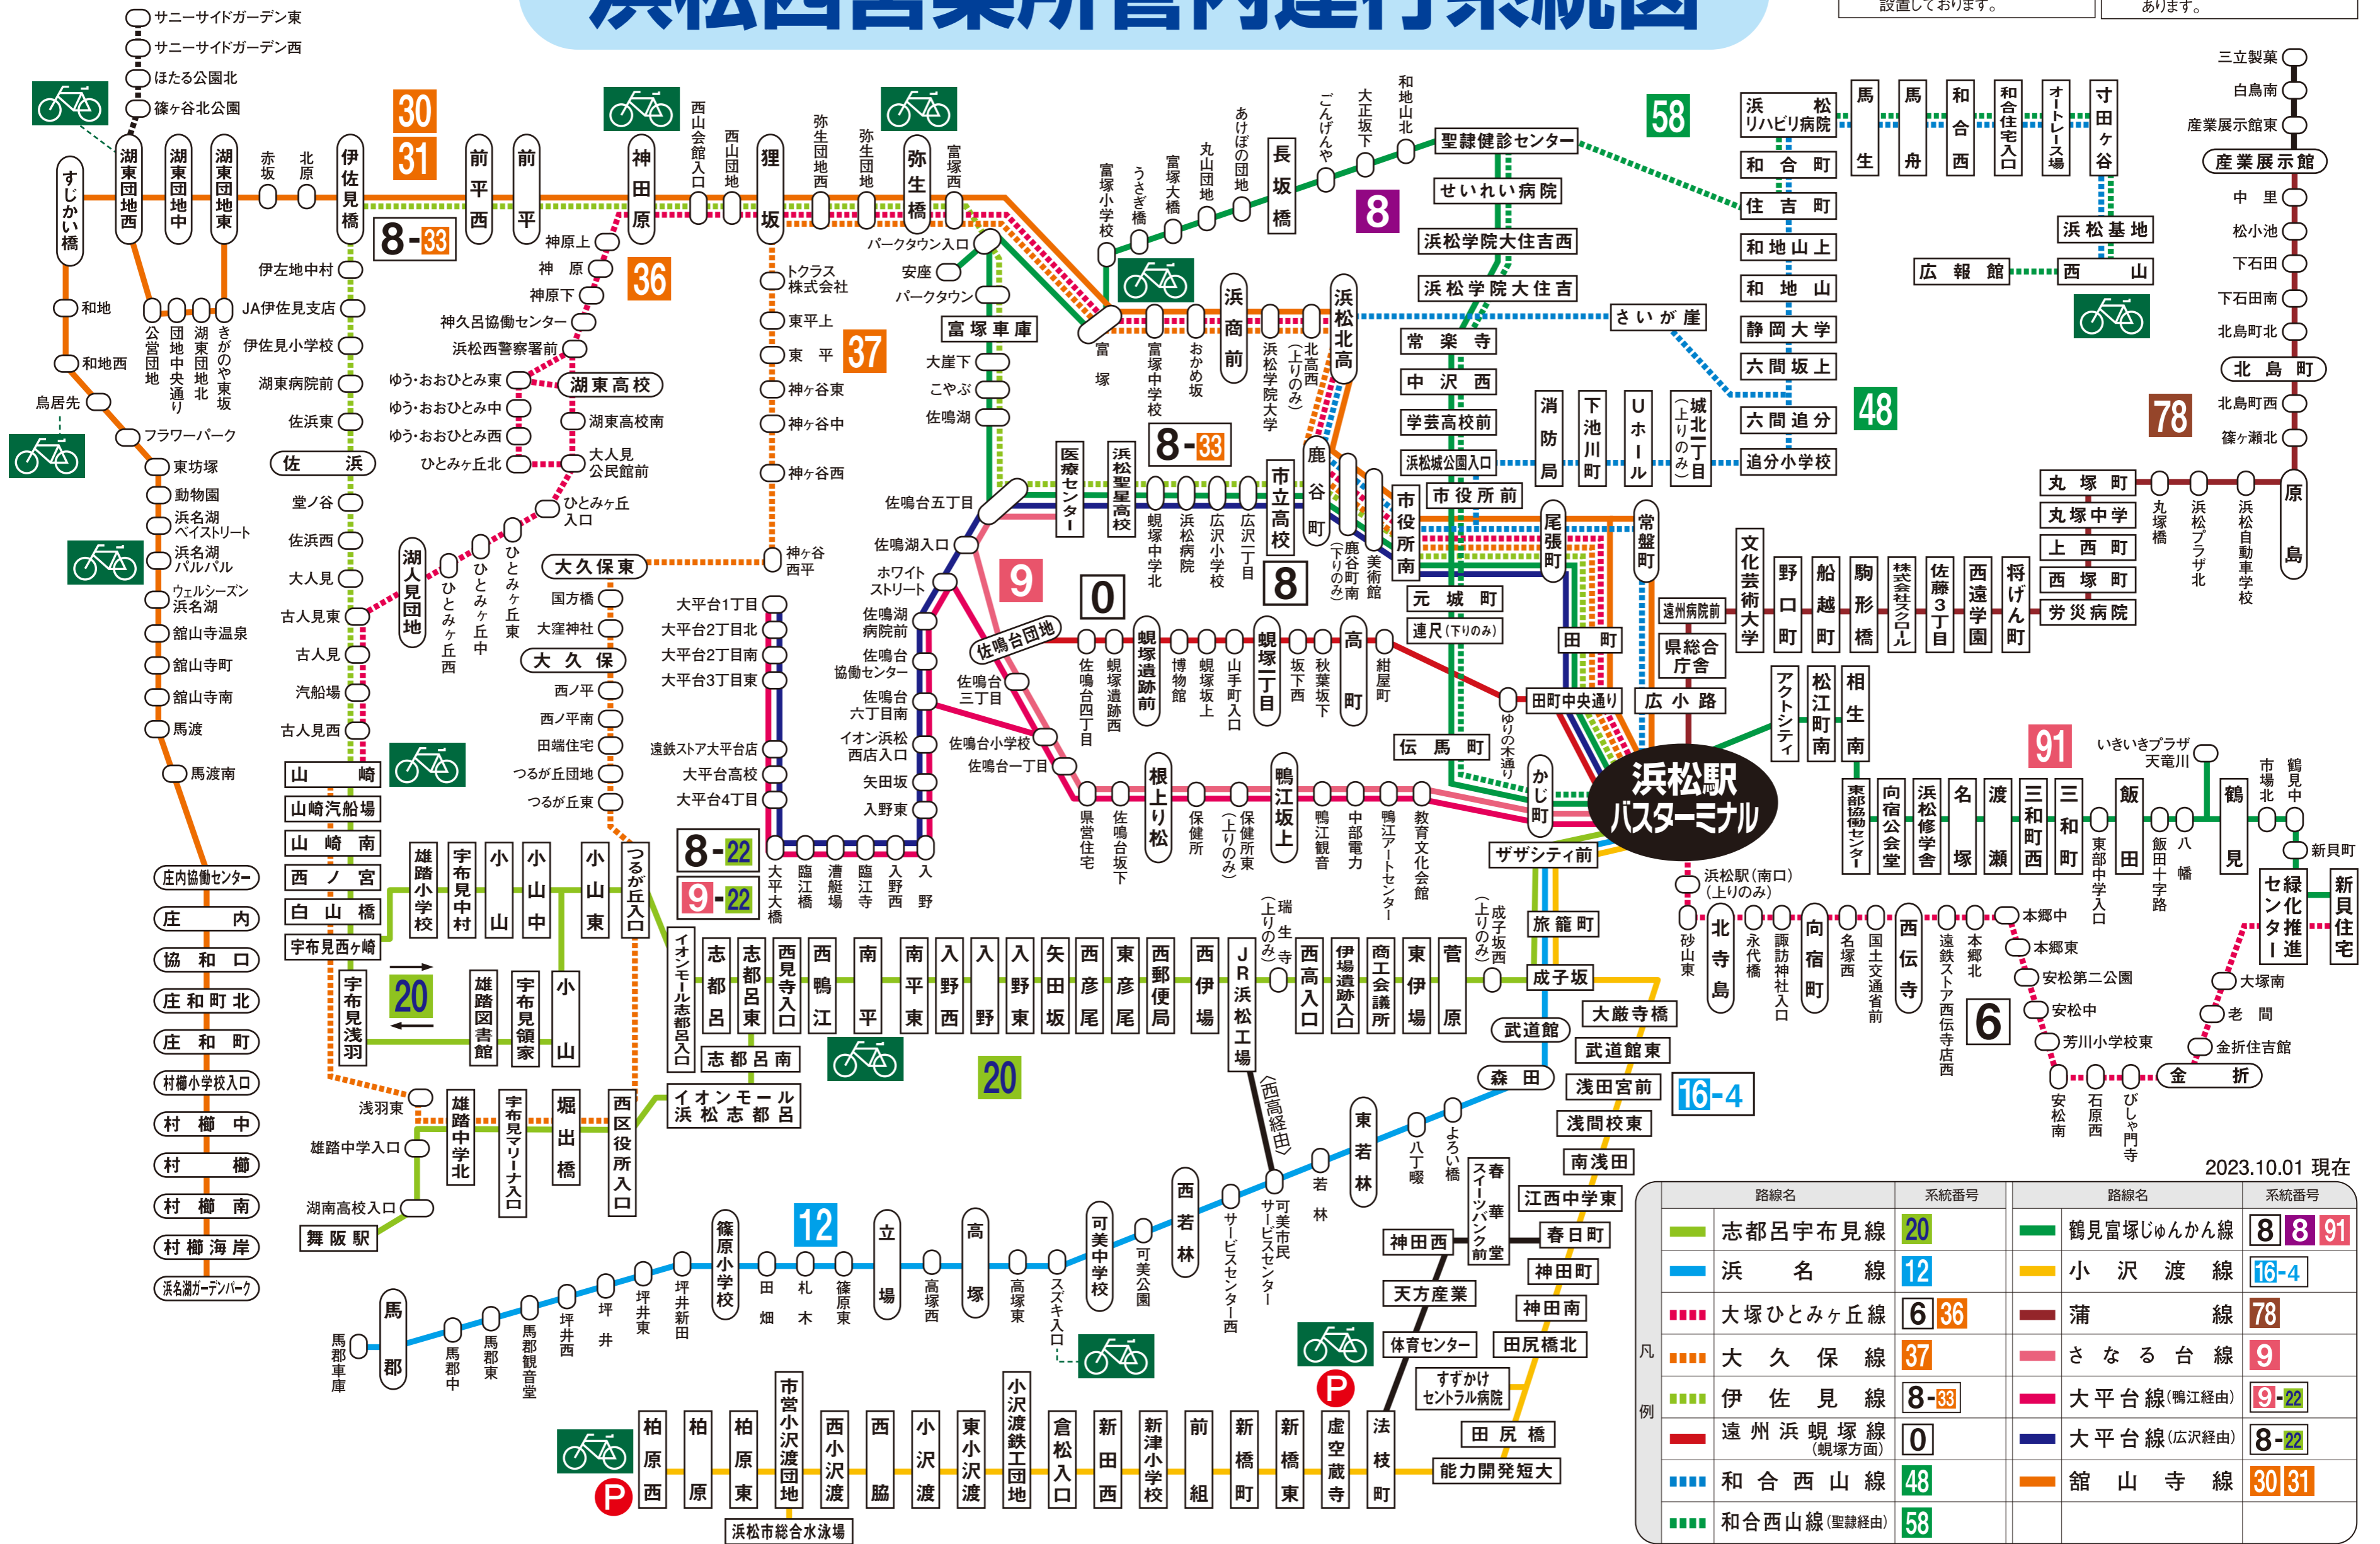 浜松西営業所管内運行系統図
設置しております。
あります。
サニーサイドガーデン東
サニーサイドガーデン西
ほたる公園北
篠ヶ谷北公園
30
31
すじかい橋
湖東団地西
湖東団地中
湖東団地東
赤坂
北原
伊佐見橋
前平西
前平
神田原
西山会館入口
西山団地
狸坂
弥生団地西
弥生団地
弥生橋
富塚西
8-33
36
公営団地
団地中央通り
湖東団地北
きがのや東坂
和地
和地西
鳥居先
フラワーパーク
東坊塚
動物園
浜名湖
ベイストリート
浜名湖
パルパル
ウェルシーズン
浜名湖
舘山寺温泉
舘山寺町
舘山寺南
馬渡
馬渡南
庄内協働センター
庄内
協和口
庄和町北
庄和町
村櫛小学校入口
村櫛中
村櫛
村櫛南
村櫛海岸
浜名湖ガーデンパーク
伊左地中村
JA伊佐見支店
伊佐見小学校
湖東病院前
佐浜東
佐浜
堂ノ谷
佐浜西
大人見
古人見東
古人見
汽船場
古人見西
山崎
山崎汽船場
山崎南
西ノ宮
白山橋
宇布見西ヶ崎
宇布見浅羽
神原上
神原
神原下
神久呂協働センター
浜松西警察署前
ゆう・おおひとみ東
ゆう・おおひとみ中
ゆう・おおひとみ西
ひとみヶ丘北
湖東高校
湖東高校南
大人見
公民館前
ひとみヶ丘
入口
ひとみヶ丘東
ひとみヶ丘中
ひとみヶ丘西
湖人見団地
トクラス
株式会社
東平上
東平
37
神ヶ谷東
神ヶ谷中
神ヶ谷西
神ヶ谷
西平
大久保東
国方橋
大窪神社
大久保
西ノ平
西ノ平南
田端住宅
つるが丘団地
つるが丘東
つるが丘入口
大平台1丁目
大平台2丁目北
大平台2丁目南
大平台3丁目東
遠鉄ストア大平台店
大平台高校
大平台4丁目
8-22
9-22
大平大橋
臨江橋
漕艇場
臨江寺
入野西
入野
パークタウン入口
安座
パークタウン
富塚車庫
大崖下
こやぶ
佐鳴湖
佐鳴台五丁目
佐鳴湖入口
ホワイト
ストリート
佐鳴湖
病院前
佐鳴台
協働センター
佐鳴台
六丁目南
イオン浜松
西店入口
矢田坂
入野東
富塚小学校
うさぎ橋
富塚大橋
丸山団地
あけぼの団地
長坂橋
ごんげんや
大正坂下
和地山北
8
聖隷健診センター
せいれい病院
浜松学院大住吉西
浜松学院大住吉
常楽寺
中沢西
学芸高校前
浜松城公園入口
市役所前
富塚
富塚中学校
おかめ坂
浜商前
浜松学院大学
北高西
(上りのみ)
浜松北高
8-33
医療センター
浜松聖星高校
蜆塚中学北
浜松病院
広沢小学校
広沢二丁目
市立高校
鹿谷町
鹿谷町南
(下りのみ)
美術館
市役所南
尾張町
常盤町
9
0
8
元城町
連尺(下りのみ)
伝馬町
田町
田町中央通り
佐鳴台団地
佐鳴台四丁目
蜆塚遺跡西
蜆塚遺跡前
博物館
蜆塚坂上
山手町入口
蜆塚一丁目
坂下西
秋葉坂下
高町
紺屋町
ゆりの木通り
佐鳴台
三丁目
佐鳴台小学校
佐鳴台一丁目
県営住宅
佐鳴台坂下
根上り松
保健所
保健所東
(上りのみ)
鴨江坂上
鴨江観音
中部電力
鴨江アートセンター
教育文化会館
かじ町
浜松駅
バスターミナル
ザザシティ前
58
浜松
リハビリ病院
和合町
住吉町
和地山上
和地山
静岡大学
六間坂上
六間追分
追分小学校
48
馬生
馬舟
和合西
和合住宅入口
オートレース場
寸田ヶ谷
浜松基地
西山
広報館
さいが崖
消防局
下池川町
Uホール
城北一丁目
(上りのみ)
三立製菓
白鳥南
産業展示館東
産業展示館
中里
松小池
下石田
下石田南
北島町北
北島町
北島町西
篠ヶ瀬北
原島
78
丸塚町
丸塚橋
浜松プラザ北
浜松自動車学校
丸塚中学
上西町
西塚町
労災病院
遠州病院前
県総合
庁舎
広小路
文化芸術大学
野口町
船越町
駒形橋
株式会社スクロール
佐藤3丁目
西遠学園
将げん町
アクトシティ
松江町南
相生南
91
東部協働センター
向宿公会堂
浜松修学舎
名塚
渡瀬
三和町西
三和町
東部中学入口
飯田
飯田十字路
八幡
いきいきプラザ
天竜川
鶴見
市場北
鶴見中
新貝町
緑化推進
センター
新貝住宅
浜松駅(南口)
(上りのみ)
砂山東
北寺島
永代橋
諏訪神社入口
向宿町
名塚西
国土交通省前
西伝寺
遠鉄ストア西伝寺店西
本郷北
本郷中
本郷東
安松第二公園
安松中
芳川小学校東
安松南
石原西
びしゃ門寺
金折
金折住吉館
老間
大塚南
6
雄踏小学校
宇布見中村
小山
小山中
小山東
20
雄踏図書館
宇布見領家
小山
イオンモール志都呂入口
志都呂
志都呂東
西見寺入口
西鴨江
南平
南平東
入野西
入野
入野東
矢田坂
西彦尾
東彦尾
西郵便局
西伊場
JR浜松工場
瑞生寺
(上りのみ)
西高入口
伊場遺跡入口
商工会議所
東伊場
菅原
成子坂西
(上りのみ)
旅籠町
成子坂
志都呂南
イオンモール
浜松志都呂
20
浅羽東
雄踏中学入口
湖南高校入口
舞阪駅
雄踏中学北
宇布見マリーナ入口
堀出橋
西区役所入口
〈西高経由〉
武道館
森田
大厳寺橋
武道館東
浅田宮前
浅間校東
南浅田
江西中学東
春日町
神田町
神田南
田尻橋北
すずかけ
セントラル病院
田尻橋
能力開発短大
16-4
春華堂
スイーツバンク前
神田西
天方産業
体育センター
法枝町
12
馬郡車庫
馬郡
馬郡中
馬郡東
馬郡観音堂
坪井西
坪井
坪井東
坪井新田
篠原小学校
田畑
札木
篠原東
立場
高塚西
高塚
高塚東
スズキ入口
可美中学校
可美公園
西若林
サービスセンター西
可美市民
サービスセンター
若林
東若林
八丁畷
よろい橋
P
柏原西
柏原
柏原東
市営小沢渡団地
西小沢渡
西脇
小沢渡
東小沢渡
小沢渡鉄工団地
倉松入口
新田西
新津小学校
前組
新橋町
新橋東
虚空蔵寺
P
浜松市総合水泳場
2023.10.01 現在
凡例
路線名 系統番号 路線名 系統番号
志都呂宇布見線 20 鶴見富塚じゅんかん線 8 8 91
浜名線 12 小沢渡線 16-4
大塚ひとみヶ丘線 6 36 蒲線 78
大久保線 37 さなる台線 9
伊佐見線 8-33 大平台線(鴨江経由) 9-22
遠州浜蜆塚線(蜆塚方面) 0 大平台線(広沢経由) 8-22
和合西山線 48 舘山寺線 30 31
和合西山線(聖隷経由) 58